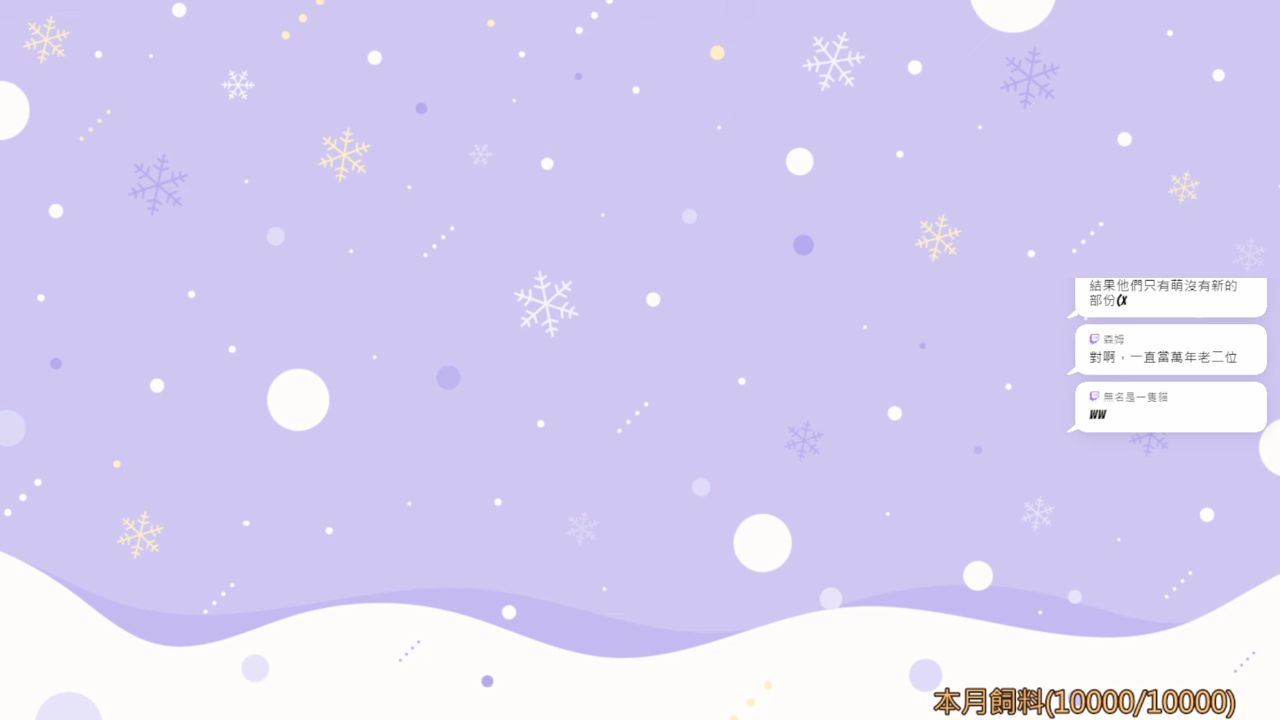 結果他們只有萌沒有新的
部份(X
森姆
對啊，一直當萬年老二位
無名是一隻貓
WW
本月飼料(10000/10000)